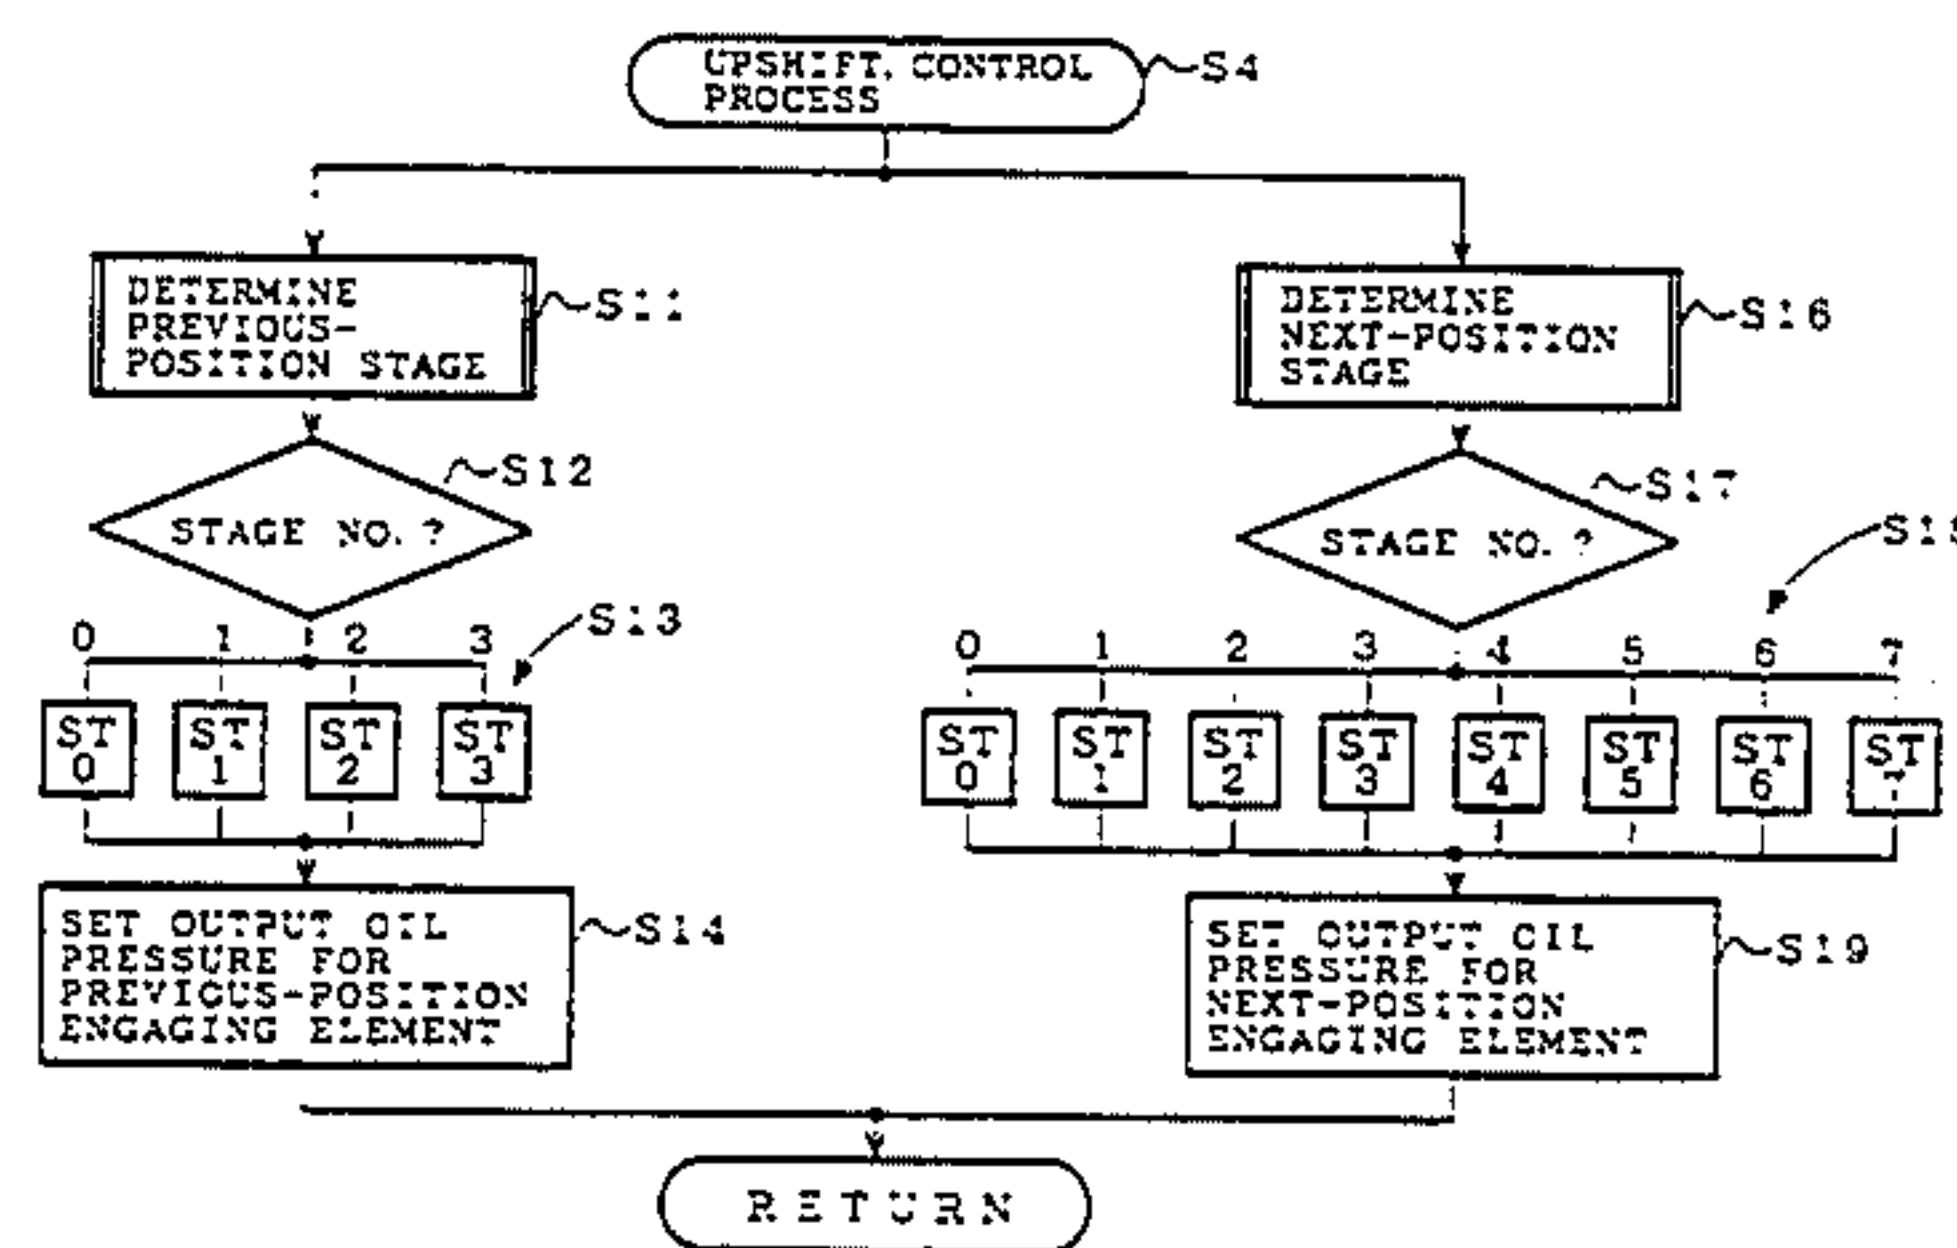 UPSHIFT. CONTROL
PROCESS
S4
DETERMINE
PREVIOUS-
POSITION STAGE
S11
DETERMINE
NEXT-POSITION
STAGE
S16
STAGE NO. ?
S12
STAGE NO. ?
S17
0 1 2 3
S13
ST
0
ST
1
ST
2
ST
3
0 1 2 3 4 5 6 7
ST
0
ST
1
ST
2
ST
3
ST
4
ST
5
ST
6
ST
7
SET OUTPUT OIL
PRESSURE FOR
PREVIOUS-POSITION
ENGAGING ELEMENT
S14
SET OUTPUT OIL
PRESSURE FOR
NEXT-POSITION
ENGAGING ELEMENT
S19
RETURN